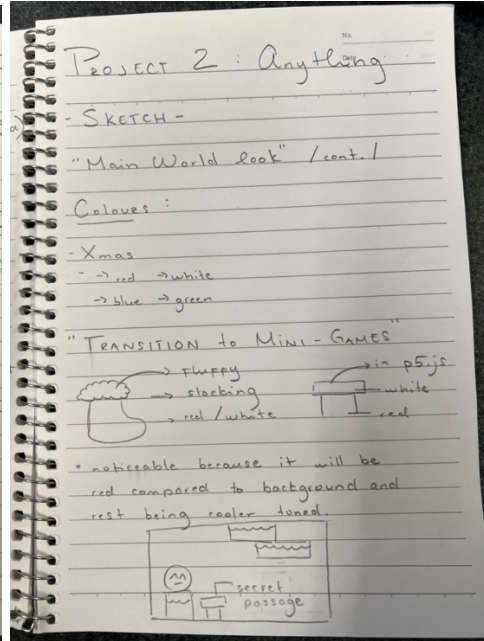 No.
Date
PROJECT 2 : Anything
- SKETCH -
"Main World look" / cont. /
Colours :
- Xmas
- → red → white
→ blue → green
"TRANSITION to MINI - GAMES"
→ Fluffy
→ stocking
→ red / white
→ in p5.js
white
red
• noticeable because it will be
red compared to background and
rest being cooler toned.
secret
passage